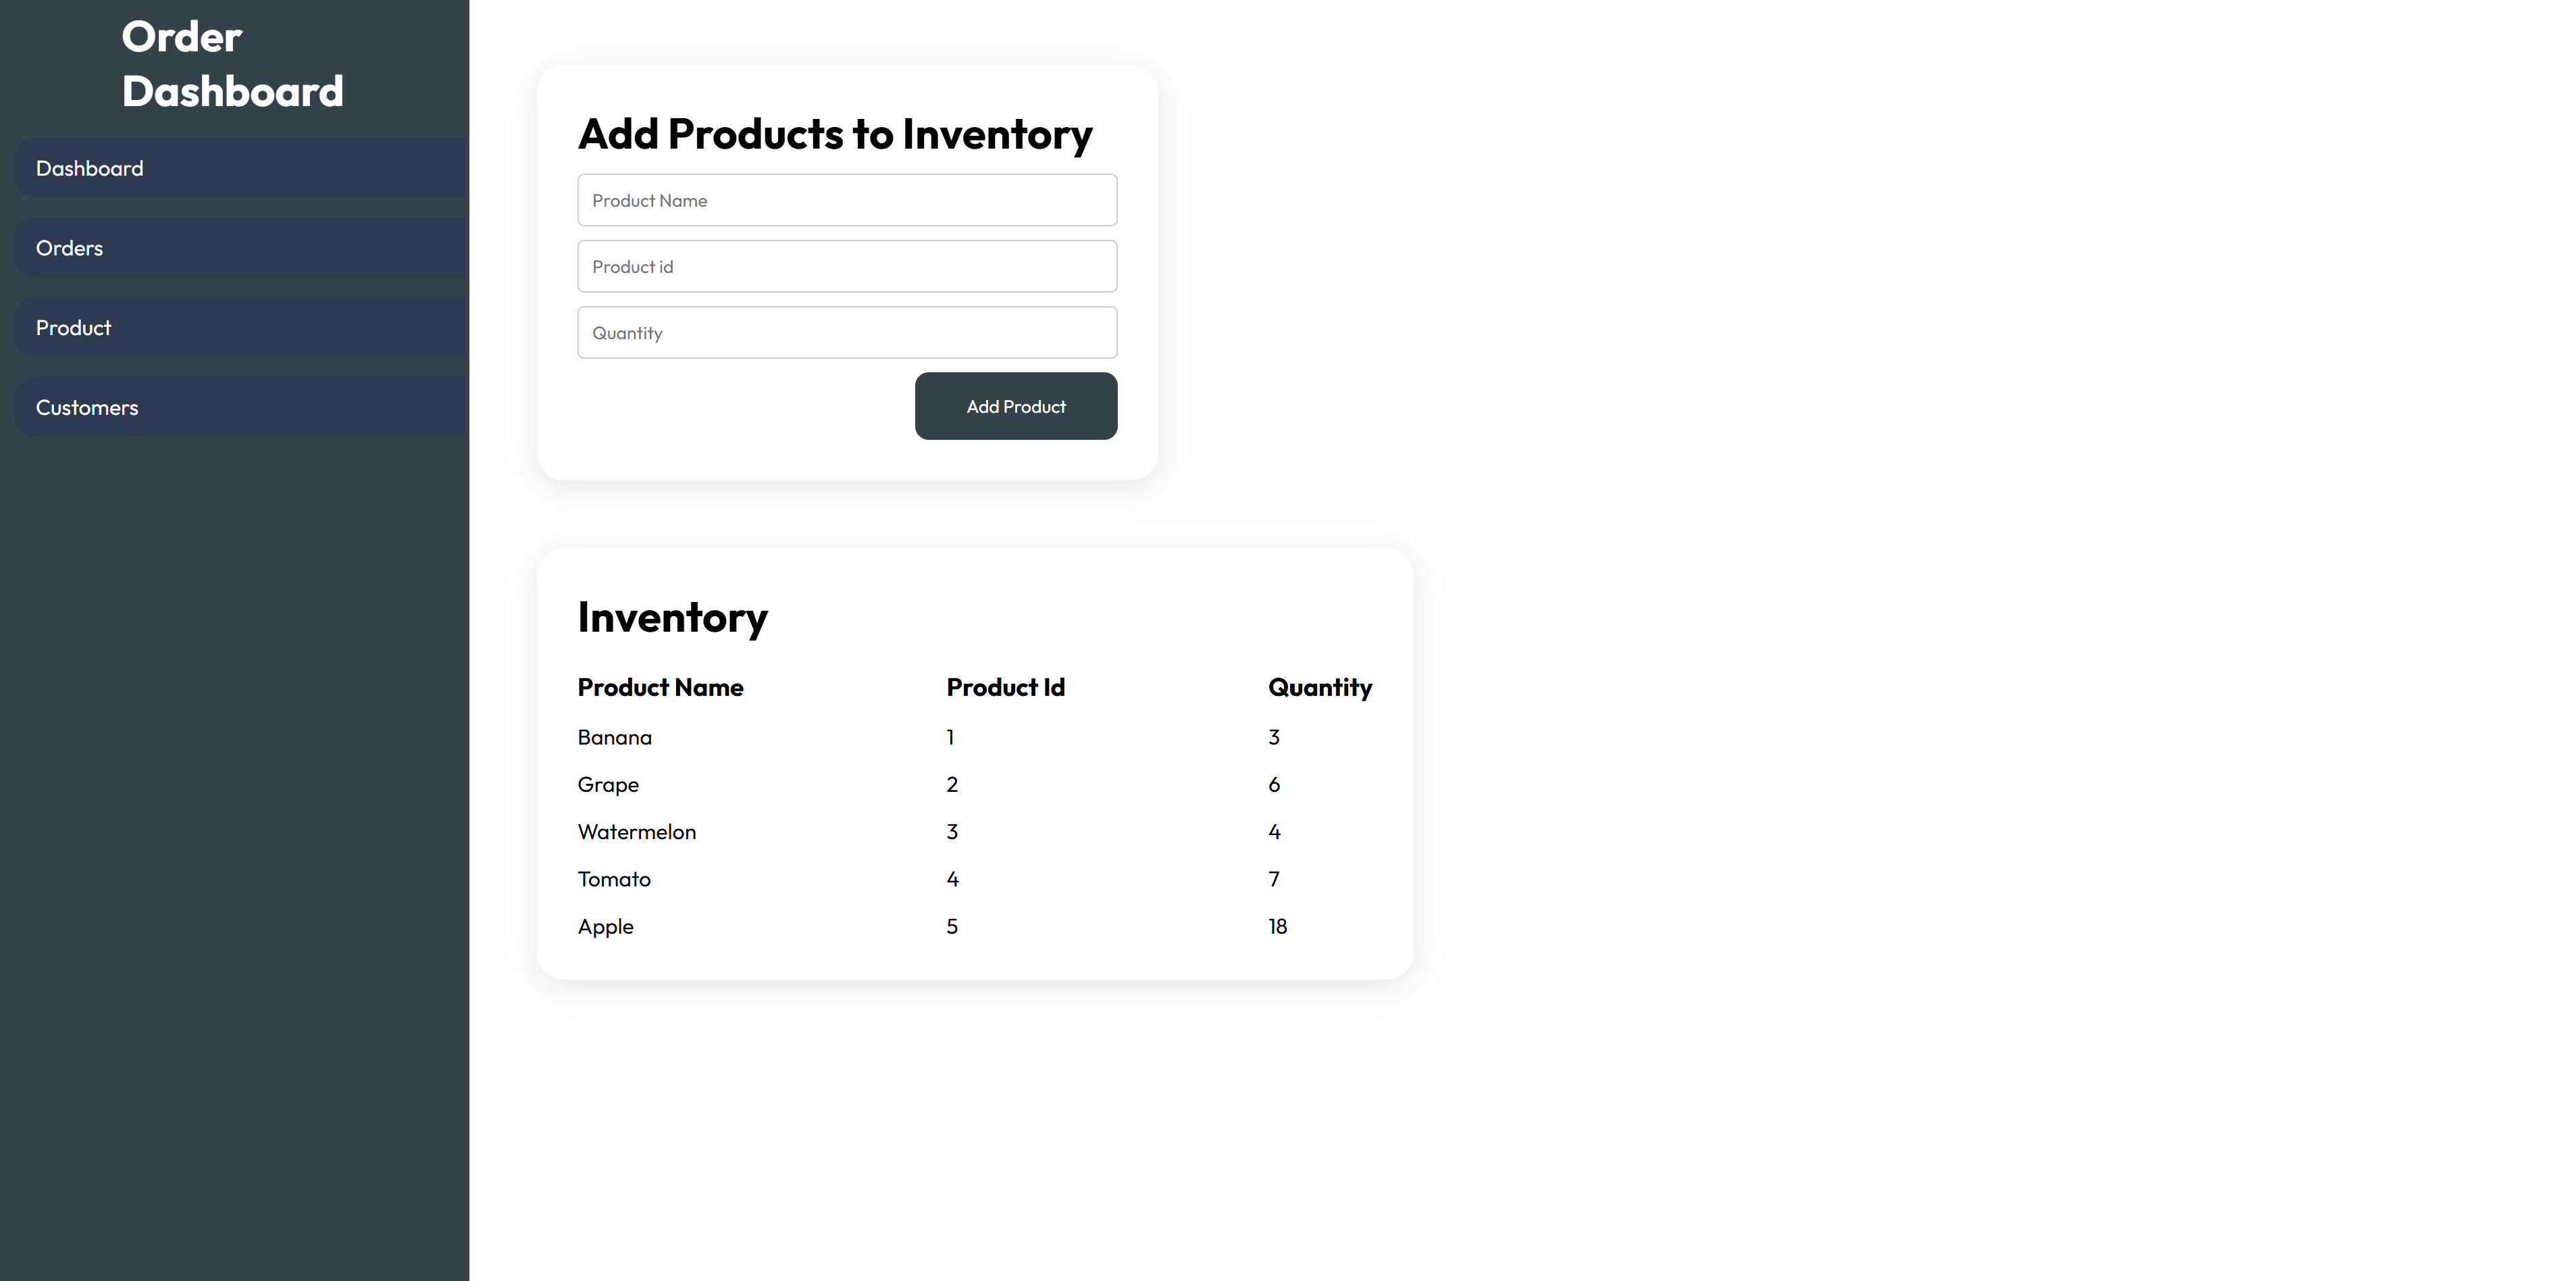 Order
Dashboard
Dashboard
Orders
Product
Customers
Add Products to Inventory
Product Name
Product id
Quantity
Add Product
Inventory
Product Name Product Id Quantity
Banana 1 3
Grape 2 6
Watermelon 3 4
Tomato 4 7
Apple 5 18